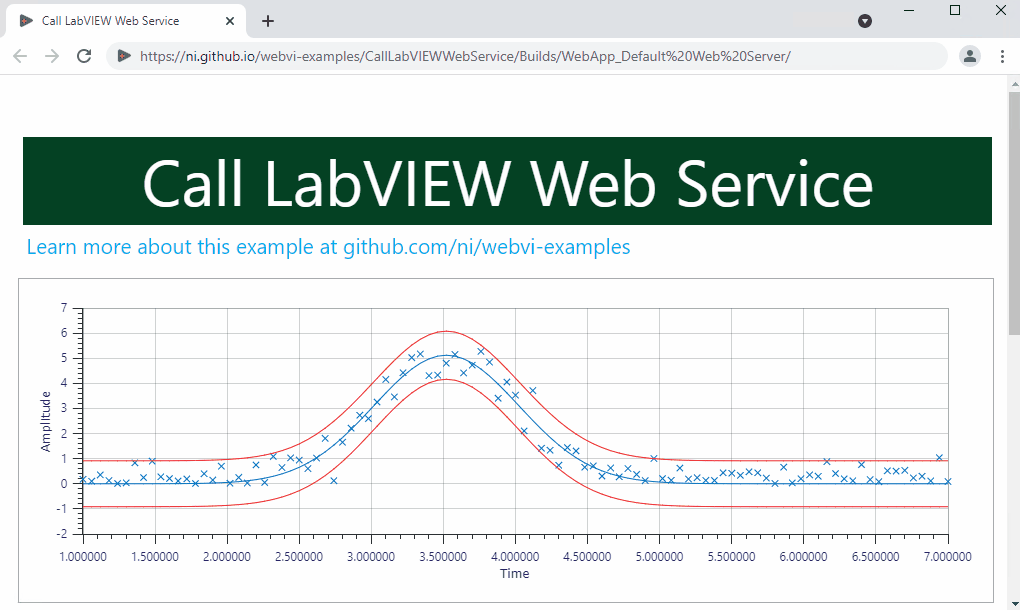 Call LabVIEW Web Service
https://ni.github.io/webvi-examples/CallLabVIEWWebService/Builds/WebApp_Default%20Web%20Server/
Call LabVIEW Web Service
Learn more about this example at github.com/ni/webvi-examples
7
6
5
4
3
2
1
0
-1
-2
Amplitude
1.000000 1.500000 2.000000 2.500000 3.000000 3.500000 4.000000 4.500000 5.000000 5.500000 6.000000 6.500000 7.000000
Time